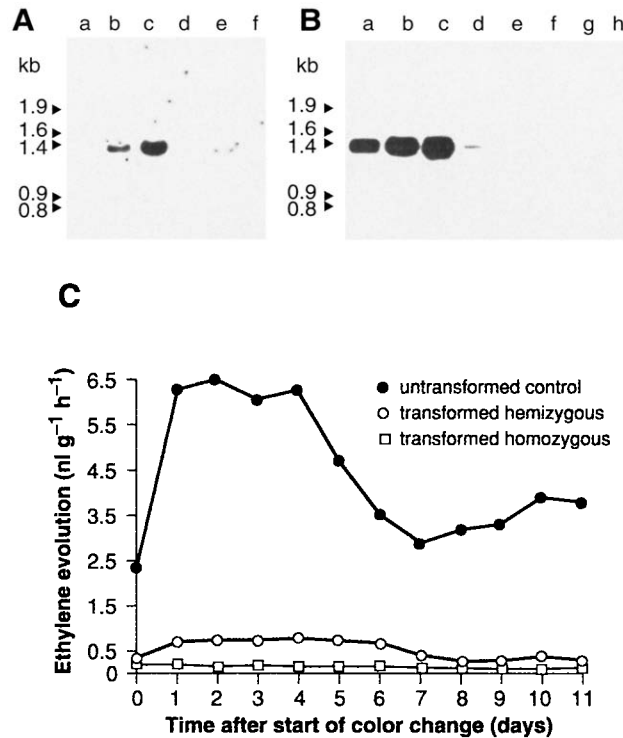 A a b c d e f
B a b c d e f g h
kb
1.9
1.6
1.4
0.9
0.8
1.9
1.6
1.4
0.9
0.8
C
Ethylene evolution (nl g⁻¹ h⁻¹)
6.5
5.5
4.5
3.5
2.5
1.5
0.5
0
untransformed control
transformed hemizygous
transformed homozygous
0 1 2 3 4 5 6 7 8 9 10 11
Time after start of color change (days)